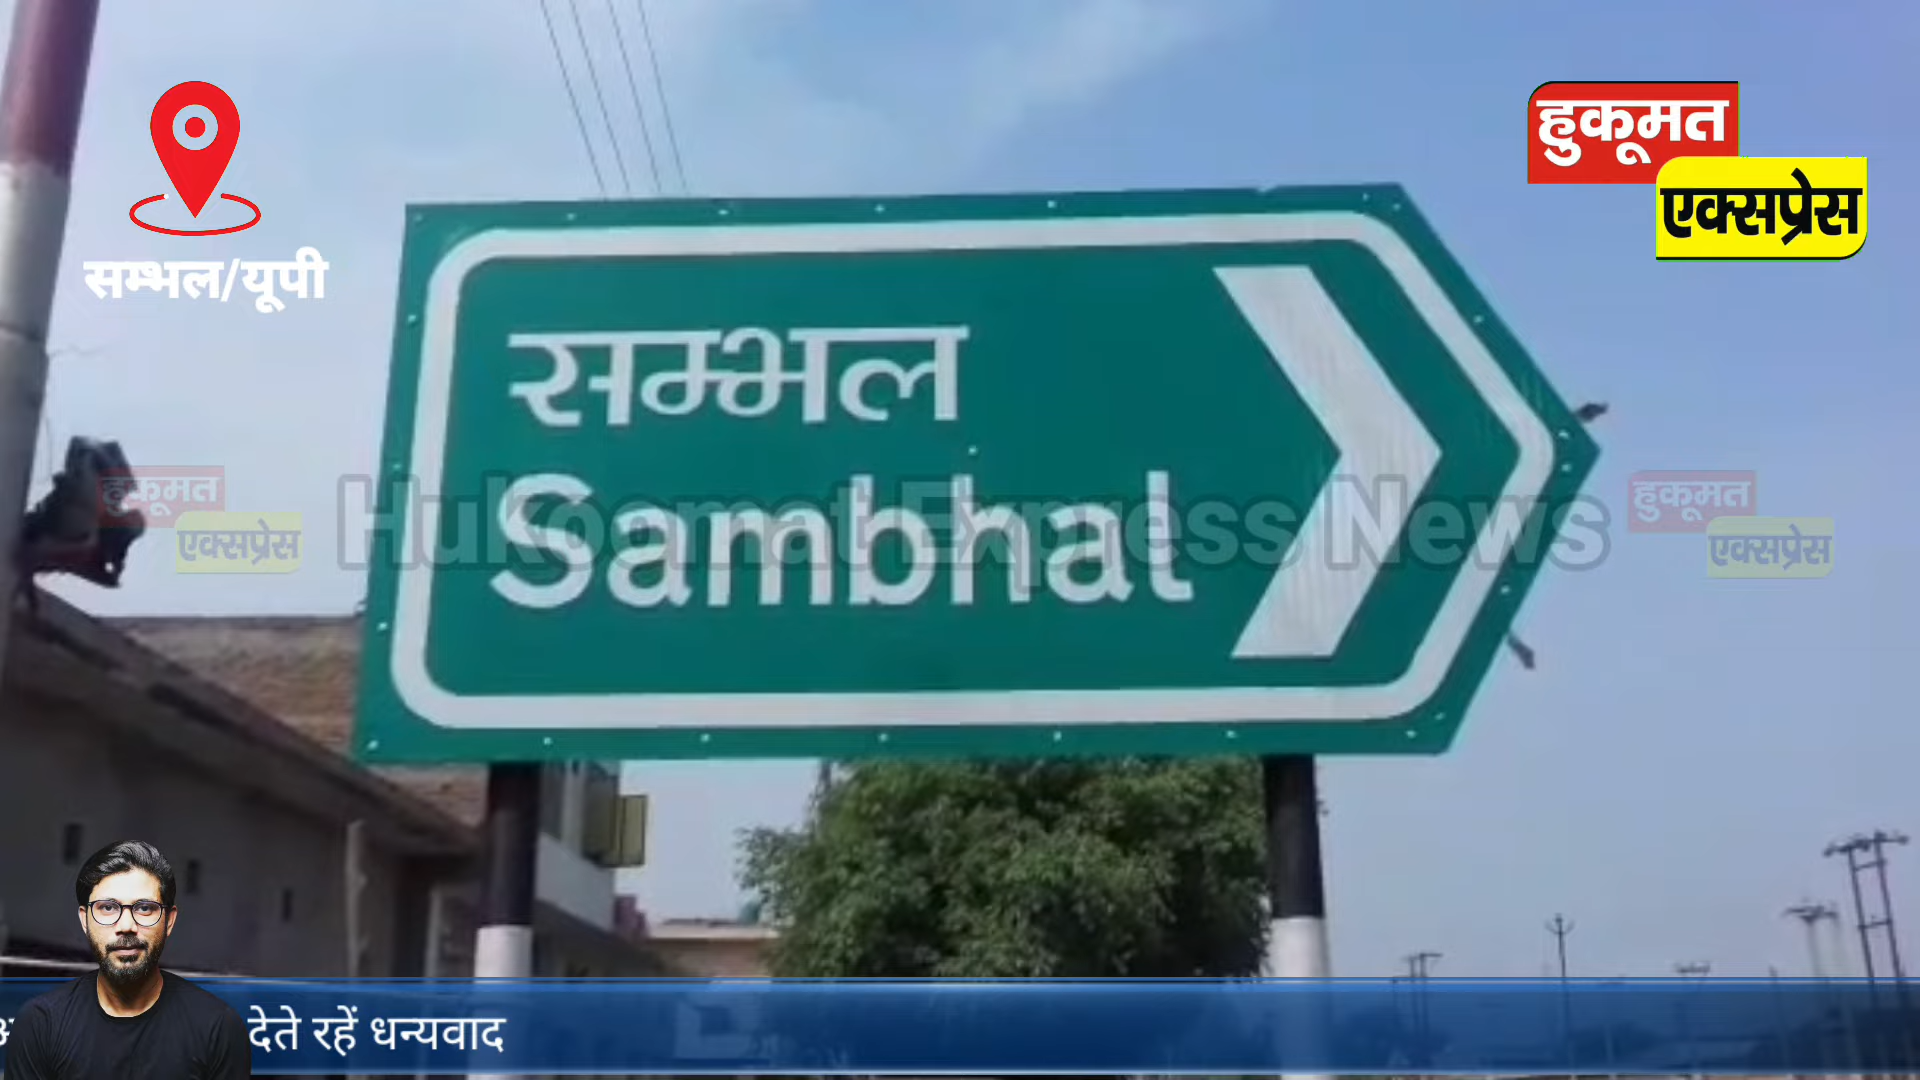 हुकूमत
एक्सप्रेस
सम्भल/यूपी
सम्भल
Sambhal
हुकूमत
एक्सप्रेस
Hukoomat Express News
हुकूमत
एक्सप्रेस
देते रहें धन्यवाद